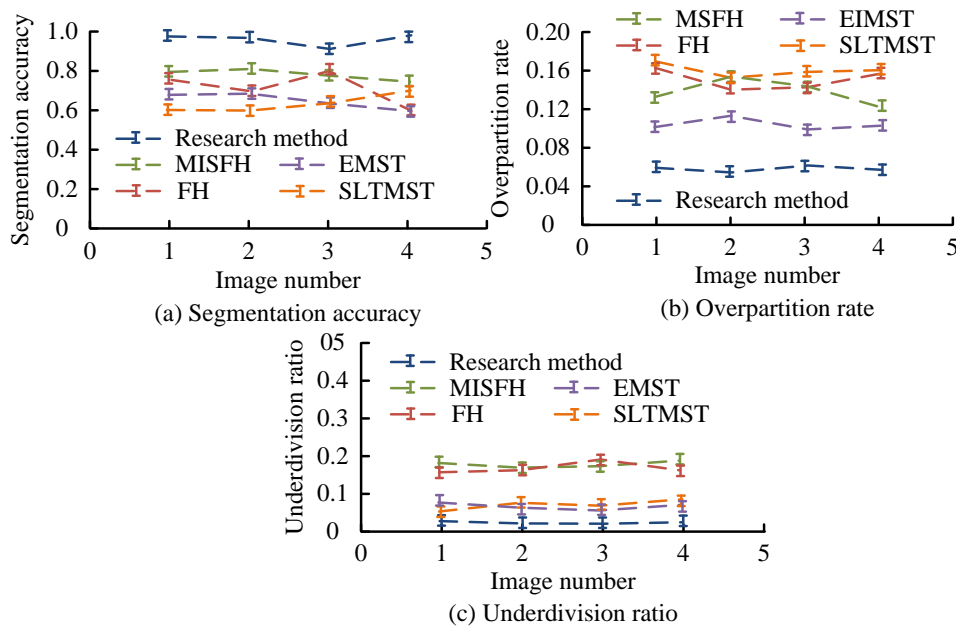 Segmentation accuracy
1.0
0.8
0.6
0.4
0.2
0
Research method
MISFH
EMST
FH
SLTMST
0 1 2 3 4 5
Image number
(a) Segmentation accuracy
Overpartition rate
MSFH
EIMST
FH
SLTMST
0.20
0.16
0.12
0.08
0.04
0.00
Research method
0 1 2 3 4 5
Image number
(b) Overpartition rate
Underdivision ratio
05
0.4
0.3
0.2
0.1
0
Research method
MISFH
EMST
FH
SLTMST
0 1 2 3 4 5
Image number
(c) Underdivision ratio